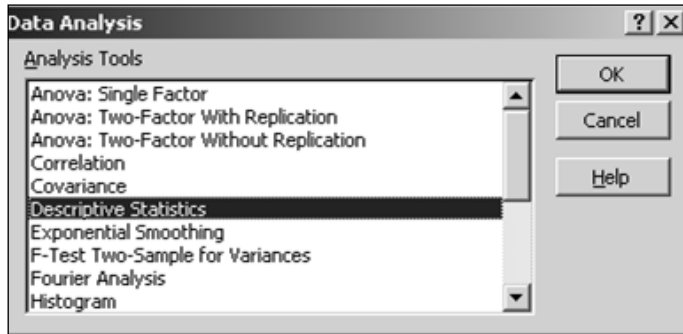 Data Analysis
Analysis Tools
Anova: Single Factor
Anova: Two-Factor With Replication
Anova: Two-Factor Without Replication
Correlation
Covariance
Descriptive Statistics
Exponential Smoothing
F-Test Two-Sample for Variances
Fourier Analysis
Histogram
OK
Cancel
Help